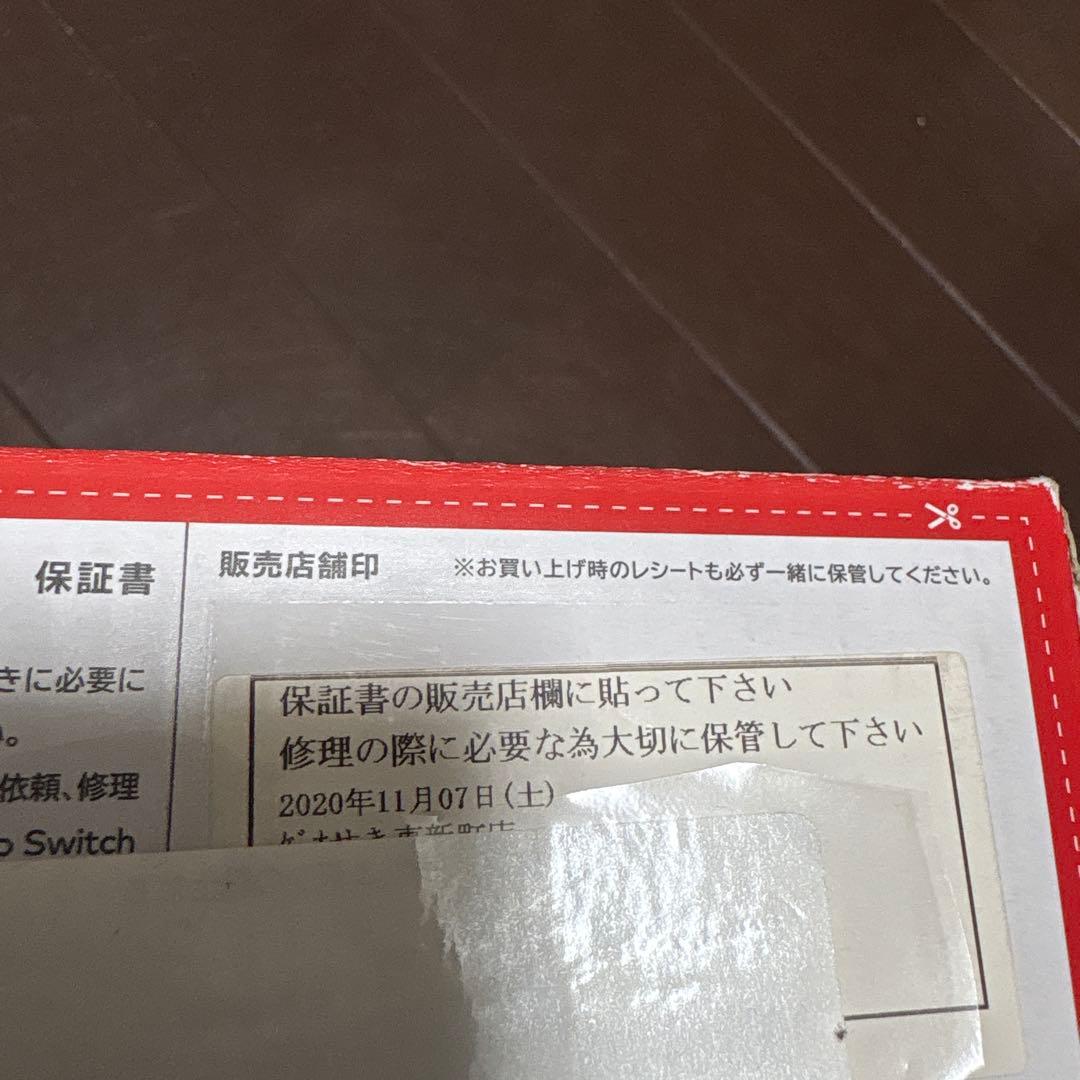 保証書
販売店舗印
※お買い上げ時のレシートも必ず一緒に保管してください。
きに必要に
い。
依頼、修理
o Switch
保証書の販売店欄に貼って下さい
修理の際に必要な為大切に保管して下さい
2020年11月07日(土)